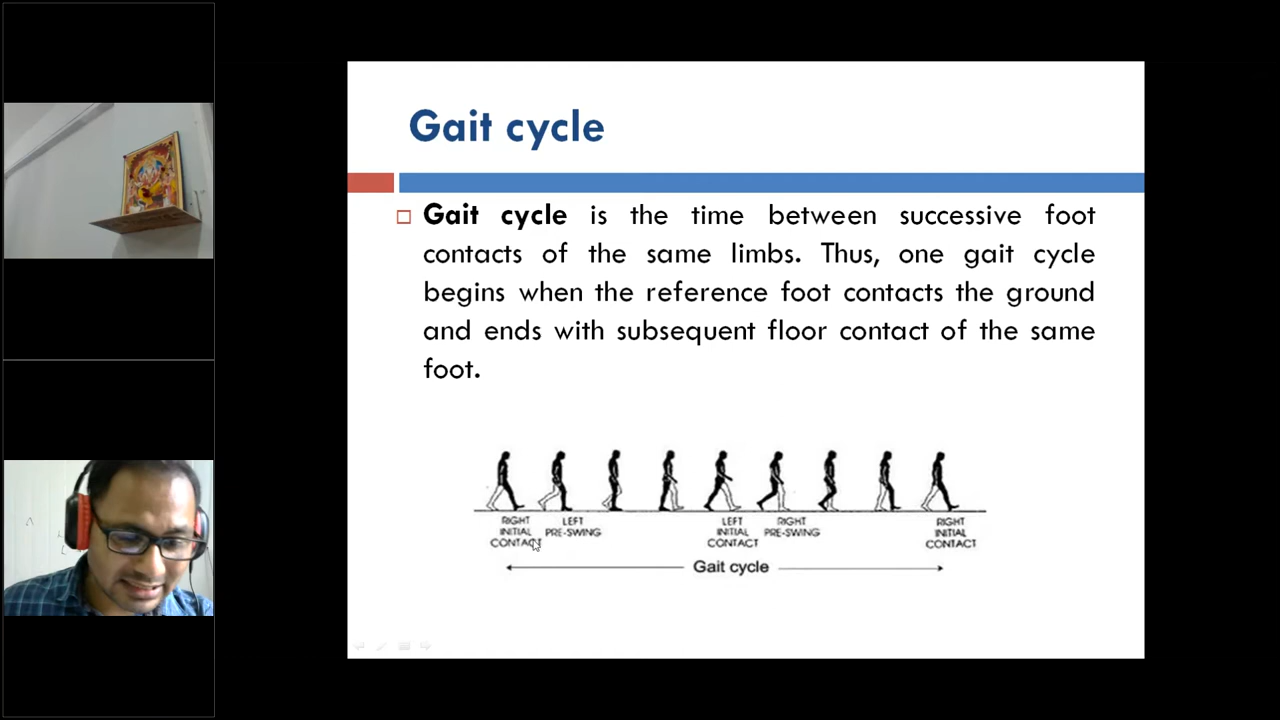 Gait cycle
Gait cycle is the time between successive foot
contacts of the same limbs. Thus, one gait cycle
begins when the reference foot contacts the ground
and ends with subsequent floor contact of the same
foot.
RIGHT
INITIAL
CONTACT
LEFT
PRE-SWING
LEFT
INITIAL
CONTACT
RIGHT
PRE-SWING
RIGHT
INITIAL
CONTACT
Gait cycle